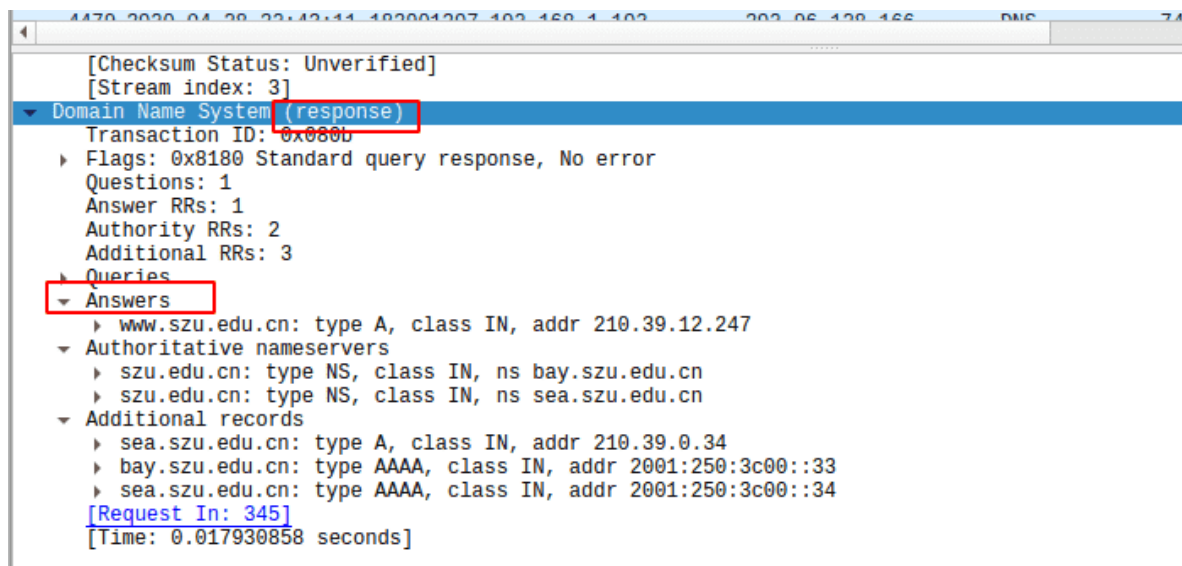 [Checksum Status: Unverified]
[Stream index: 3]
Domain Name System (response)
Transaction ID: 0x080b
Flags: 0x8180 Standard query response, No error
Questions: 1
Answer RRs: 1
Authority RRs: 2
Additional RRs: 3
Queries
Answers
www.szu.edu.cn: type A, class IN, addr 210.39.12.247
Authoritative nameservers
szu.edu.cn: type NS, class IN, ns bay.szu.edu.cn
szu.edu.cn: type NS, class IN, ns sea.szu.edu.cn
Additional records
sea.szu.edu.cn: type A, class IN, addr 210.39.0.34
bay.szu.edu.cn: type AAAA, class IN, addr 2001:250:3c00::33
sea.szu.edu.cn: type AAAA, class IN, addr 2001:250:3c00::34
[Request In: 345]
[Time: 0.017930858 seconds]